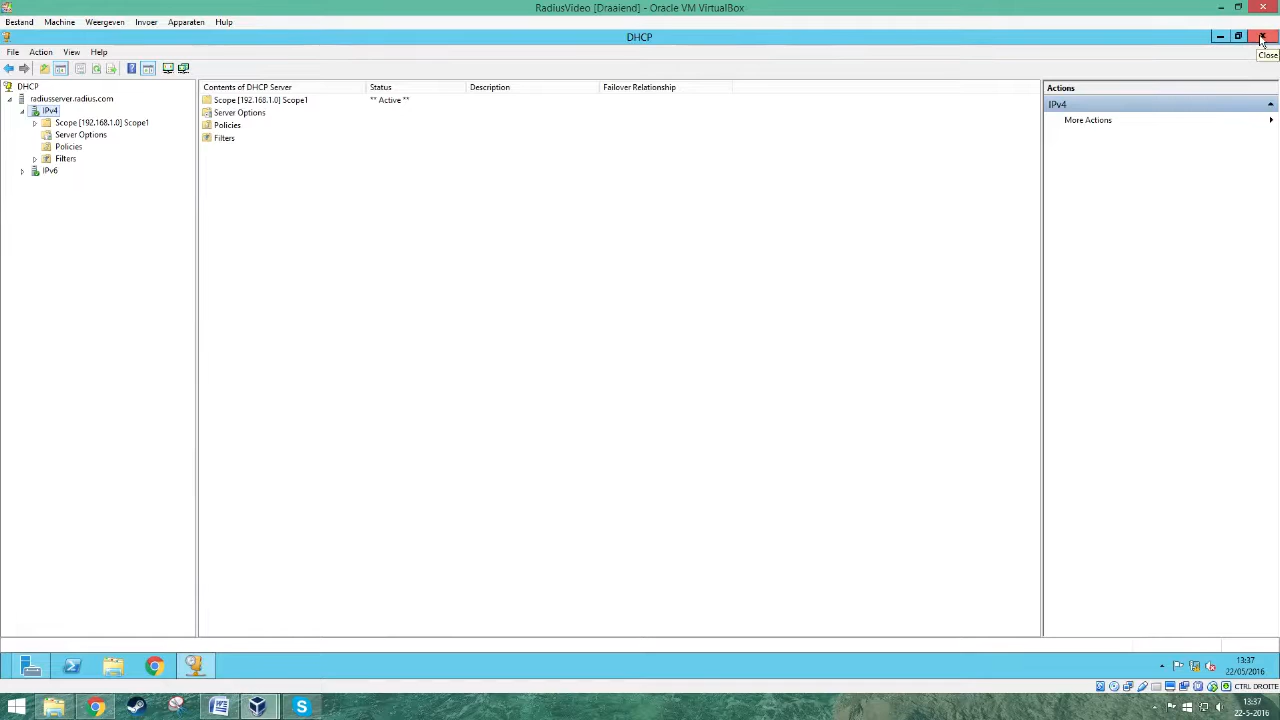 RadiusVideo [Draaiend] - Oracle VM VirtualBox
Bestand Machine Weergeven Invoer Apparaten Hulp
DHCP
File Action View Help
Close
DHCP
radiusserver.radius.com
IPv4
Scope [192.168.1.0] Scope1
Server Options
Policies
Filters
IPv6
Contents of DHCP Server Status Description Failover Relationship
Scope [192.168.1.0] Scope1 ** Active **
Server Options
Policies
Filters
Actions
IPv4
More Actions
13:37
22/05/2016
CTRL DROITE
13:37
22-5-2016